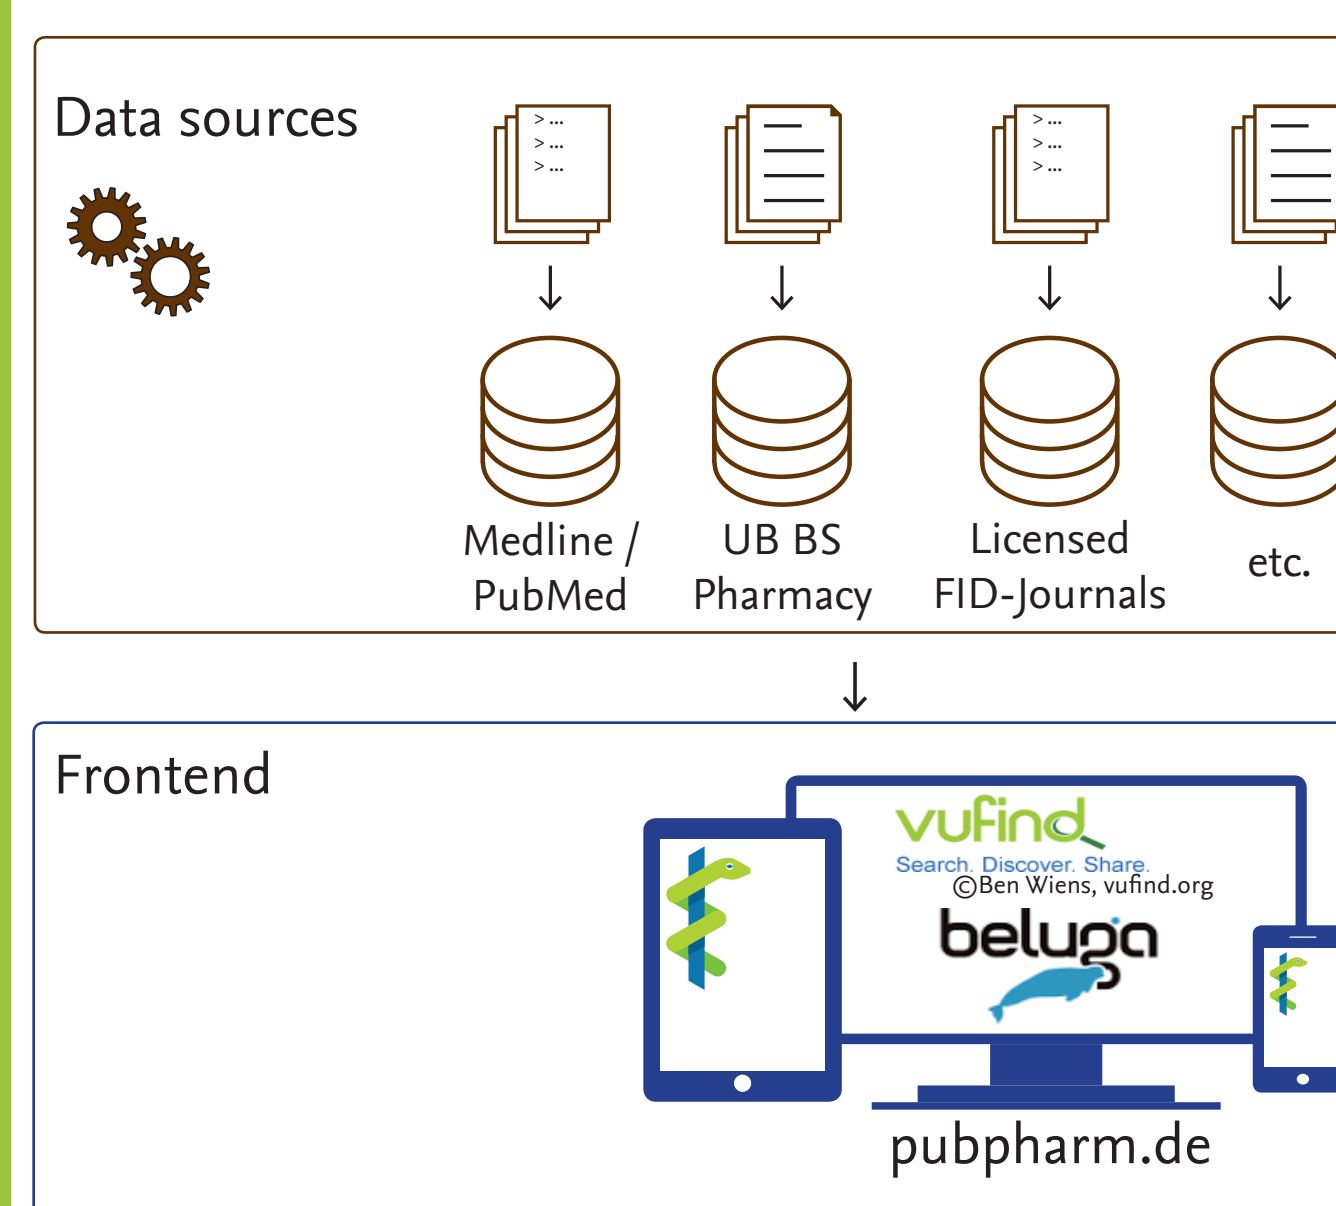 Data sources
> ...
> ...
> ...
> ...
> ...
> ...
Medline /
PubMed
UB BS
Pharmacy
Licensed
FID-Journals
etc.
Frontend
vufind
Search. Discover. Share.
©Ben Wiens, vufind.org
beluga
pubpharm.de